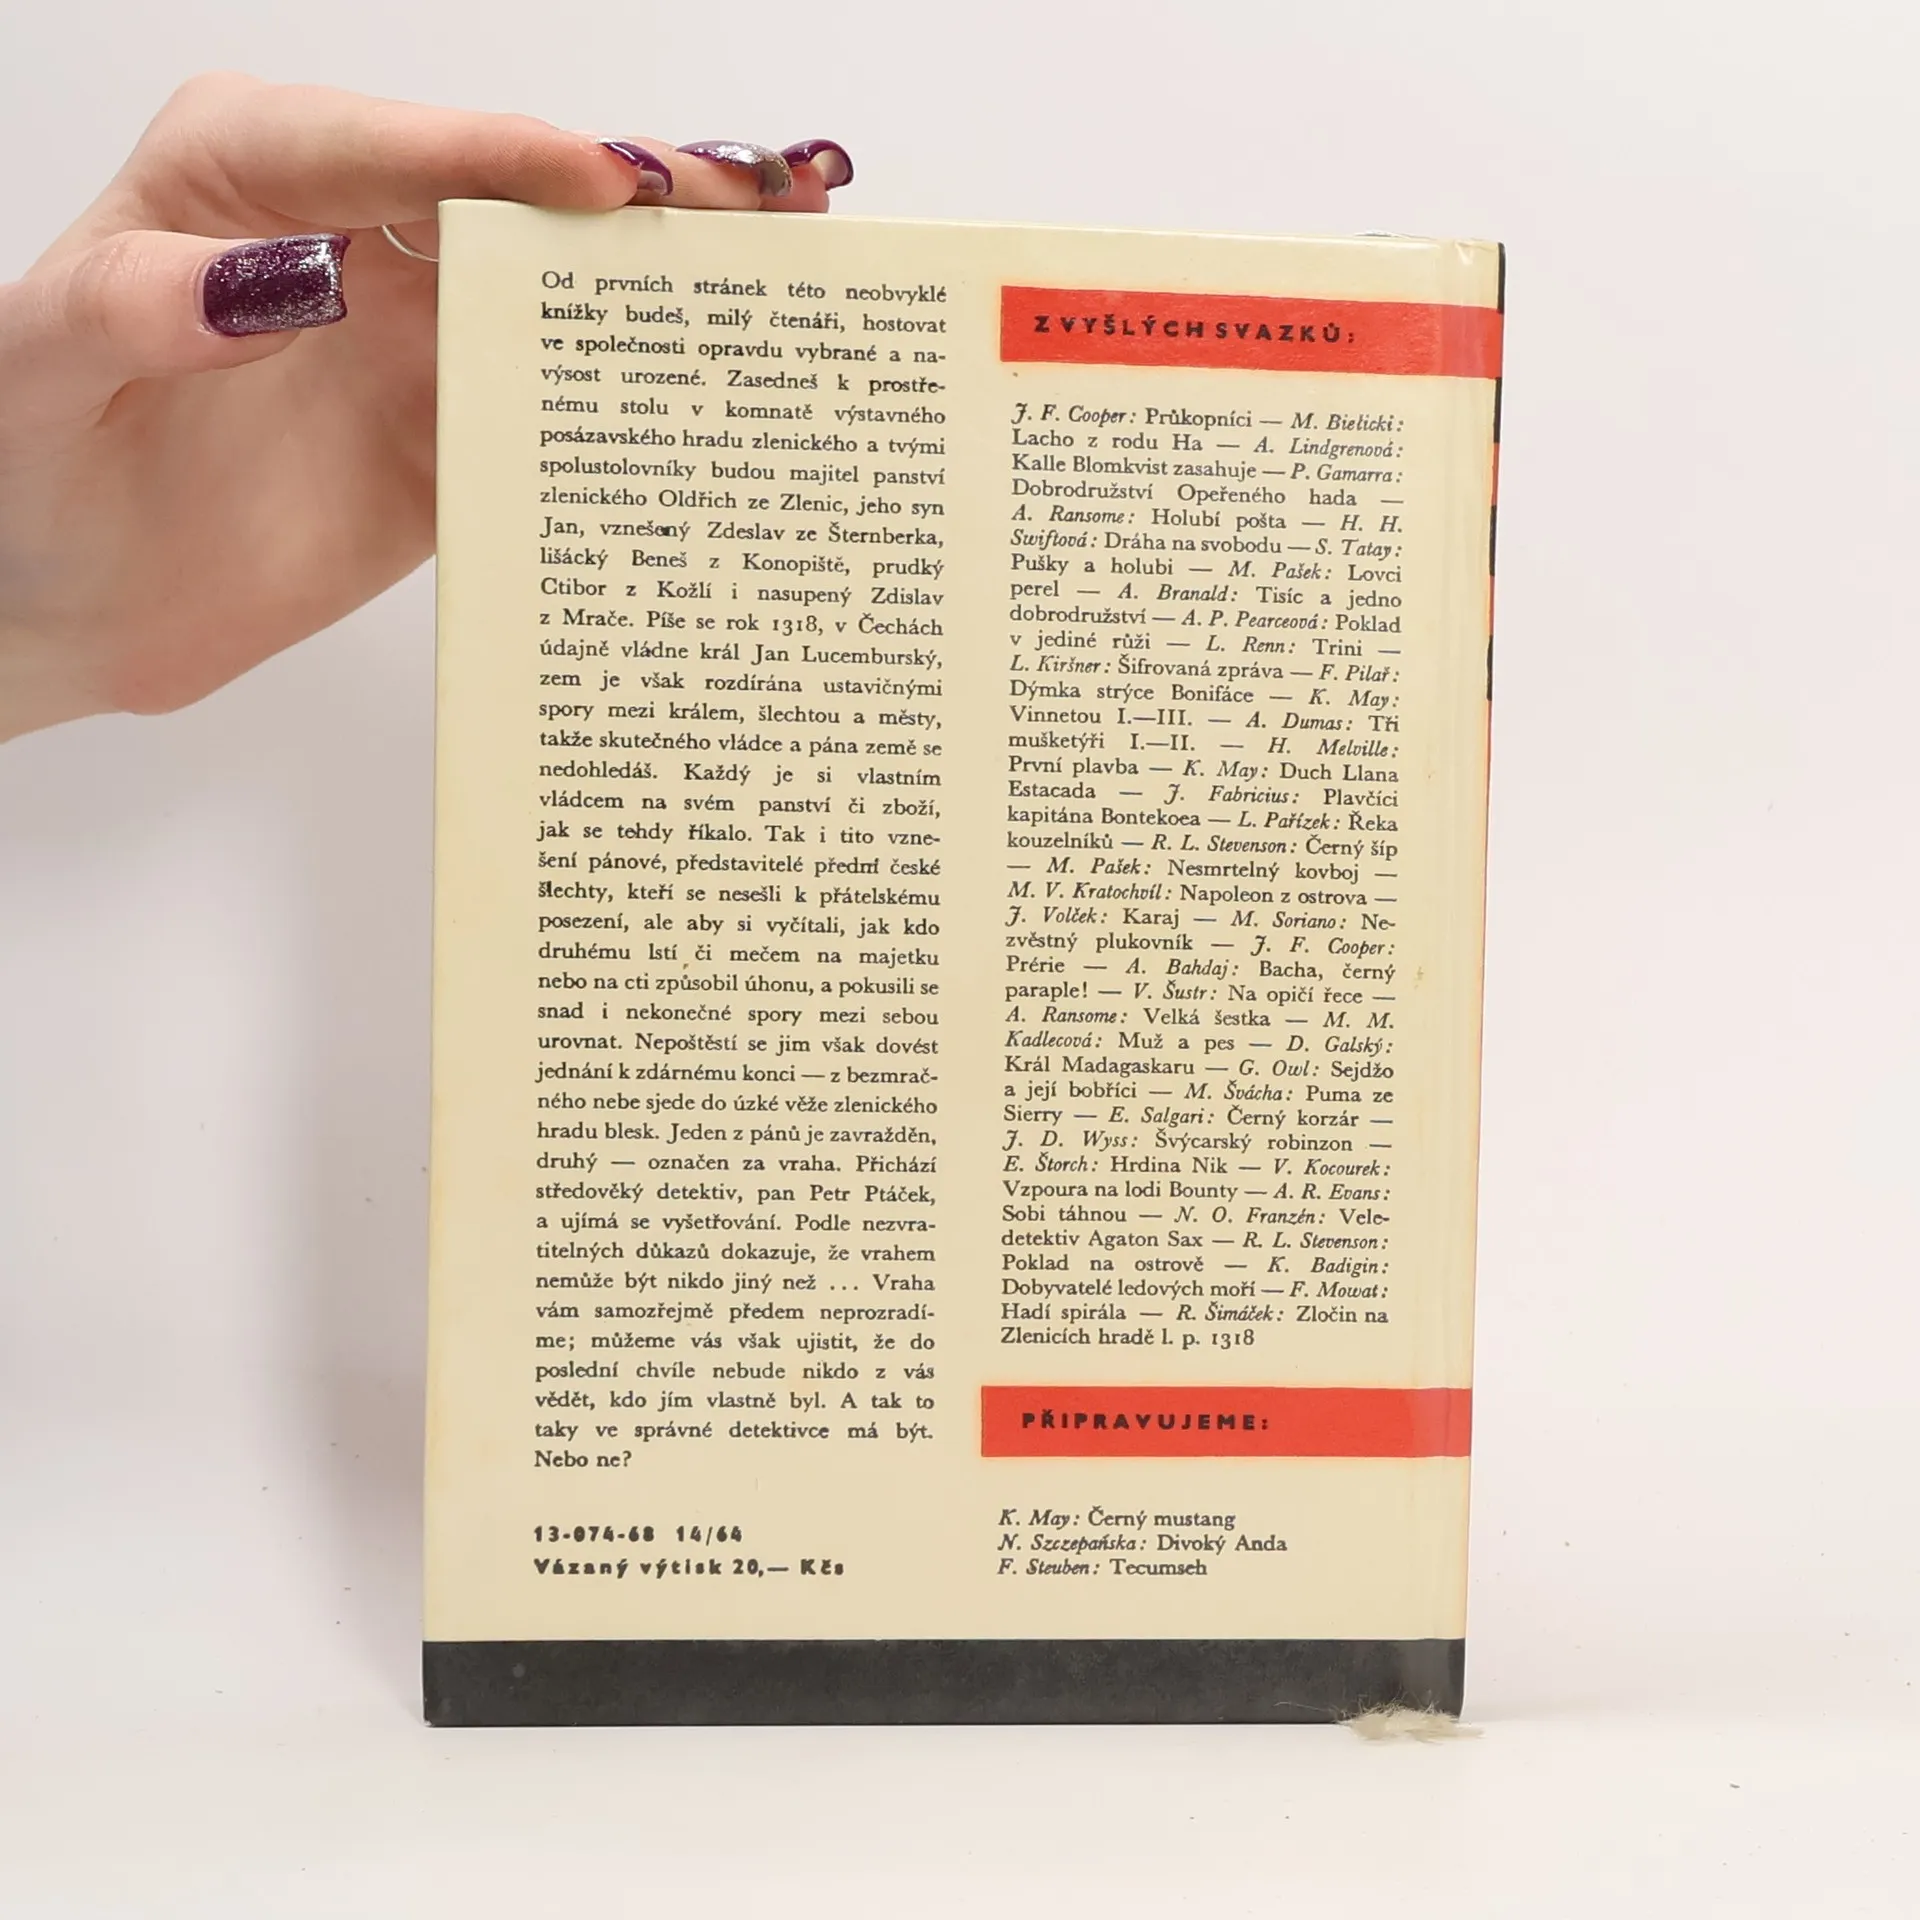 Od prvních stránek této neobvyklé
knížky budeš, milý čtenáři, hostovat
ve společnosti opravdu vybrané a na-
výsost urozené. Zasedneš k prostře-
nému stolu v komnatě výstavného
posázavského hradu zlenického a tvými
spolustolovníky budou majitel panství
zlenického Oldřich ze Zlenic, jeho syn
Jan, vznešený Zdeslav ze Šternberka,
lišácký Beneš z Konopiště, prudký
Ctibor z Kožlí i nasupený Zdislav
z Mrače. Píše se rok 1318, v Čechách
údajně vládne král Jan Lucemburský,
zem je však rozdírána ustavičnými
spory mezi králem, šlechtou a městy,
takže skutečného vládce a pána země se
nedohledáš. Každý je si vlastním
vládcem na svém panství či zboží,
jak se tehdy říkalo. Tak i tito vzne-
šení pánové, představitelé přední české
šlechty, kteří se nesešli k přátelskému
posezení, ale aby si vyčítali, jak kdo
druhému lstí či mečem na majetku
nebo na cti způsobil úhonu, a pokusili se
snad i nekonečné spory mezi sebou
urovnat. Nepoštěstí se jim však dovést
jednání k zdárnému konci — z bezmrač-
ného nebe sjede do úzké věže zlenického
hradu blesk. Jeden z pánů je zavražděn,
druhý — označen za vraha. Přichází
středověký detektiv, pan Petr Ptáček,
a ujímá se vyšetřování. Podle nezvra-
titelných důkazů dokazuje, že vrahem
nemůže být nikdo jiný než ... Vraha
vám samozřejmě předem neprozradí-
me; můžeme vás však ujistit, že do
poslední chvíle nebude nikdo z vás
vědět, kdo jím vlastně byl. A tak to
taky ve správné detektivce má být.
Nebo ne?
13-074-68 14/64
Vázaný výtisk 20,— Kčs
Z VYŠLÝCH SVAZKŮ:
J. F. Cooper: Průkopníci — M. Bielicki:
Lacho z rodu Ha — A. Lindgrenová:
Kalle Blomkvist zasahuje — P. Gamarra:
Dobrodružství Opeřeného hada —
A. Ransome: Holubí pošta — H. H.
Swiftová: Dráha na svobodu — S. Tatay:
Pušky a holubi — M. Pašek: Lovci
perel — A. Branald: Tisíc a jedno
dobrodružství — A. P. Pearceová: Poklad
v jediné růži — L. Renn: Trini —
L. Kiršner: Šifrovaná zpráva — F. Pilař:
Dýmka strýce Bonifáce — K. May:
Vinnetou I.—III. — A. Dumas: Tři
mušketýři I.—II. — H. Melville:
První plavba — K. May: Duch Llana
Estacada — J. Fabricius: Plavčíci
kapitána Bontekoea — L. Pařízek: Řeka
kouzelníků — R. L. Stevenson: Černý šíp
— M. Pašek: Nesmrtelný kovboj —
M. V. Kratochvíl: Napoleon z ostrova —
J. Volček: Karaj — M. Soriano: Ne-
zvěstný plukovník — J. F. Cooper:
Prérie — A. Bahdaj: Bacha, černý
paraple! — V. Šustr: Na opičí řece —
A. Ransome: Velká šestka — M. M.
Kadlecová: Muž a pes — D. Galský:
Král Madagaskaru — G. Owl: Sejdžo
a její bobříci — M. Švácha: Puma ze
Sierry — E. Salgari: Černý korzár —
J. D. Wyss: Švýcarský robinzon —
E. Štorch: Hrdina Nik — V. Kocourek:
Vzpoura na lodi Bounty — A. R. Evans:
Sobi táhnou — N. O. Franzén: Vele-
detektiv Agaton Sax — R. L. Stevenson:
Poklad na ostrově — K. Badigin:
Dobyvatelé ledových moří — F. Mowat:
Hadí spirála — R. Šimáček: Zločin na
Zlenicích hradě l. p. 1318
PŘIPRAVUJEME:
K. May: Černý mustang
N. Szczepańska: Divoký Anda
F. Steuben: Tecumseh